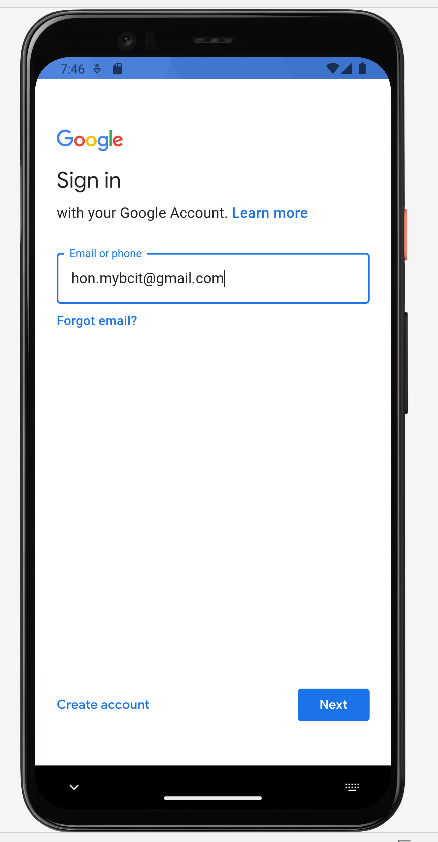 7:46
Google
Sign in
with your Google Account. Learn more
Email or phone
hon.mybcit@gmail.com
Forgot email?
Create account
Next